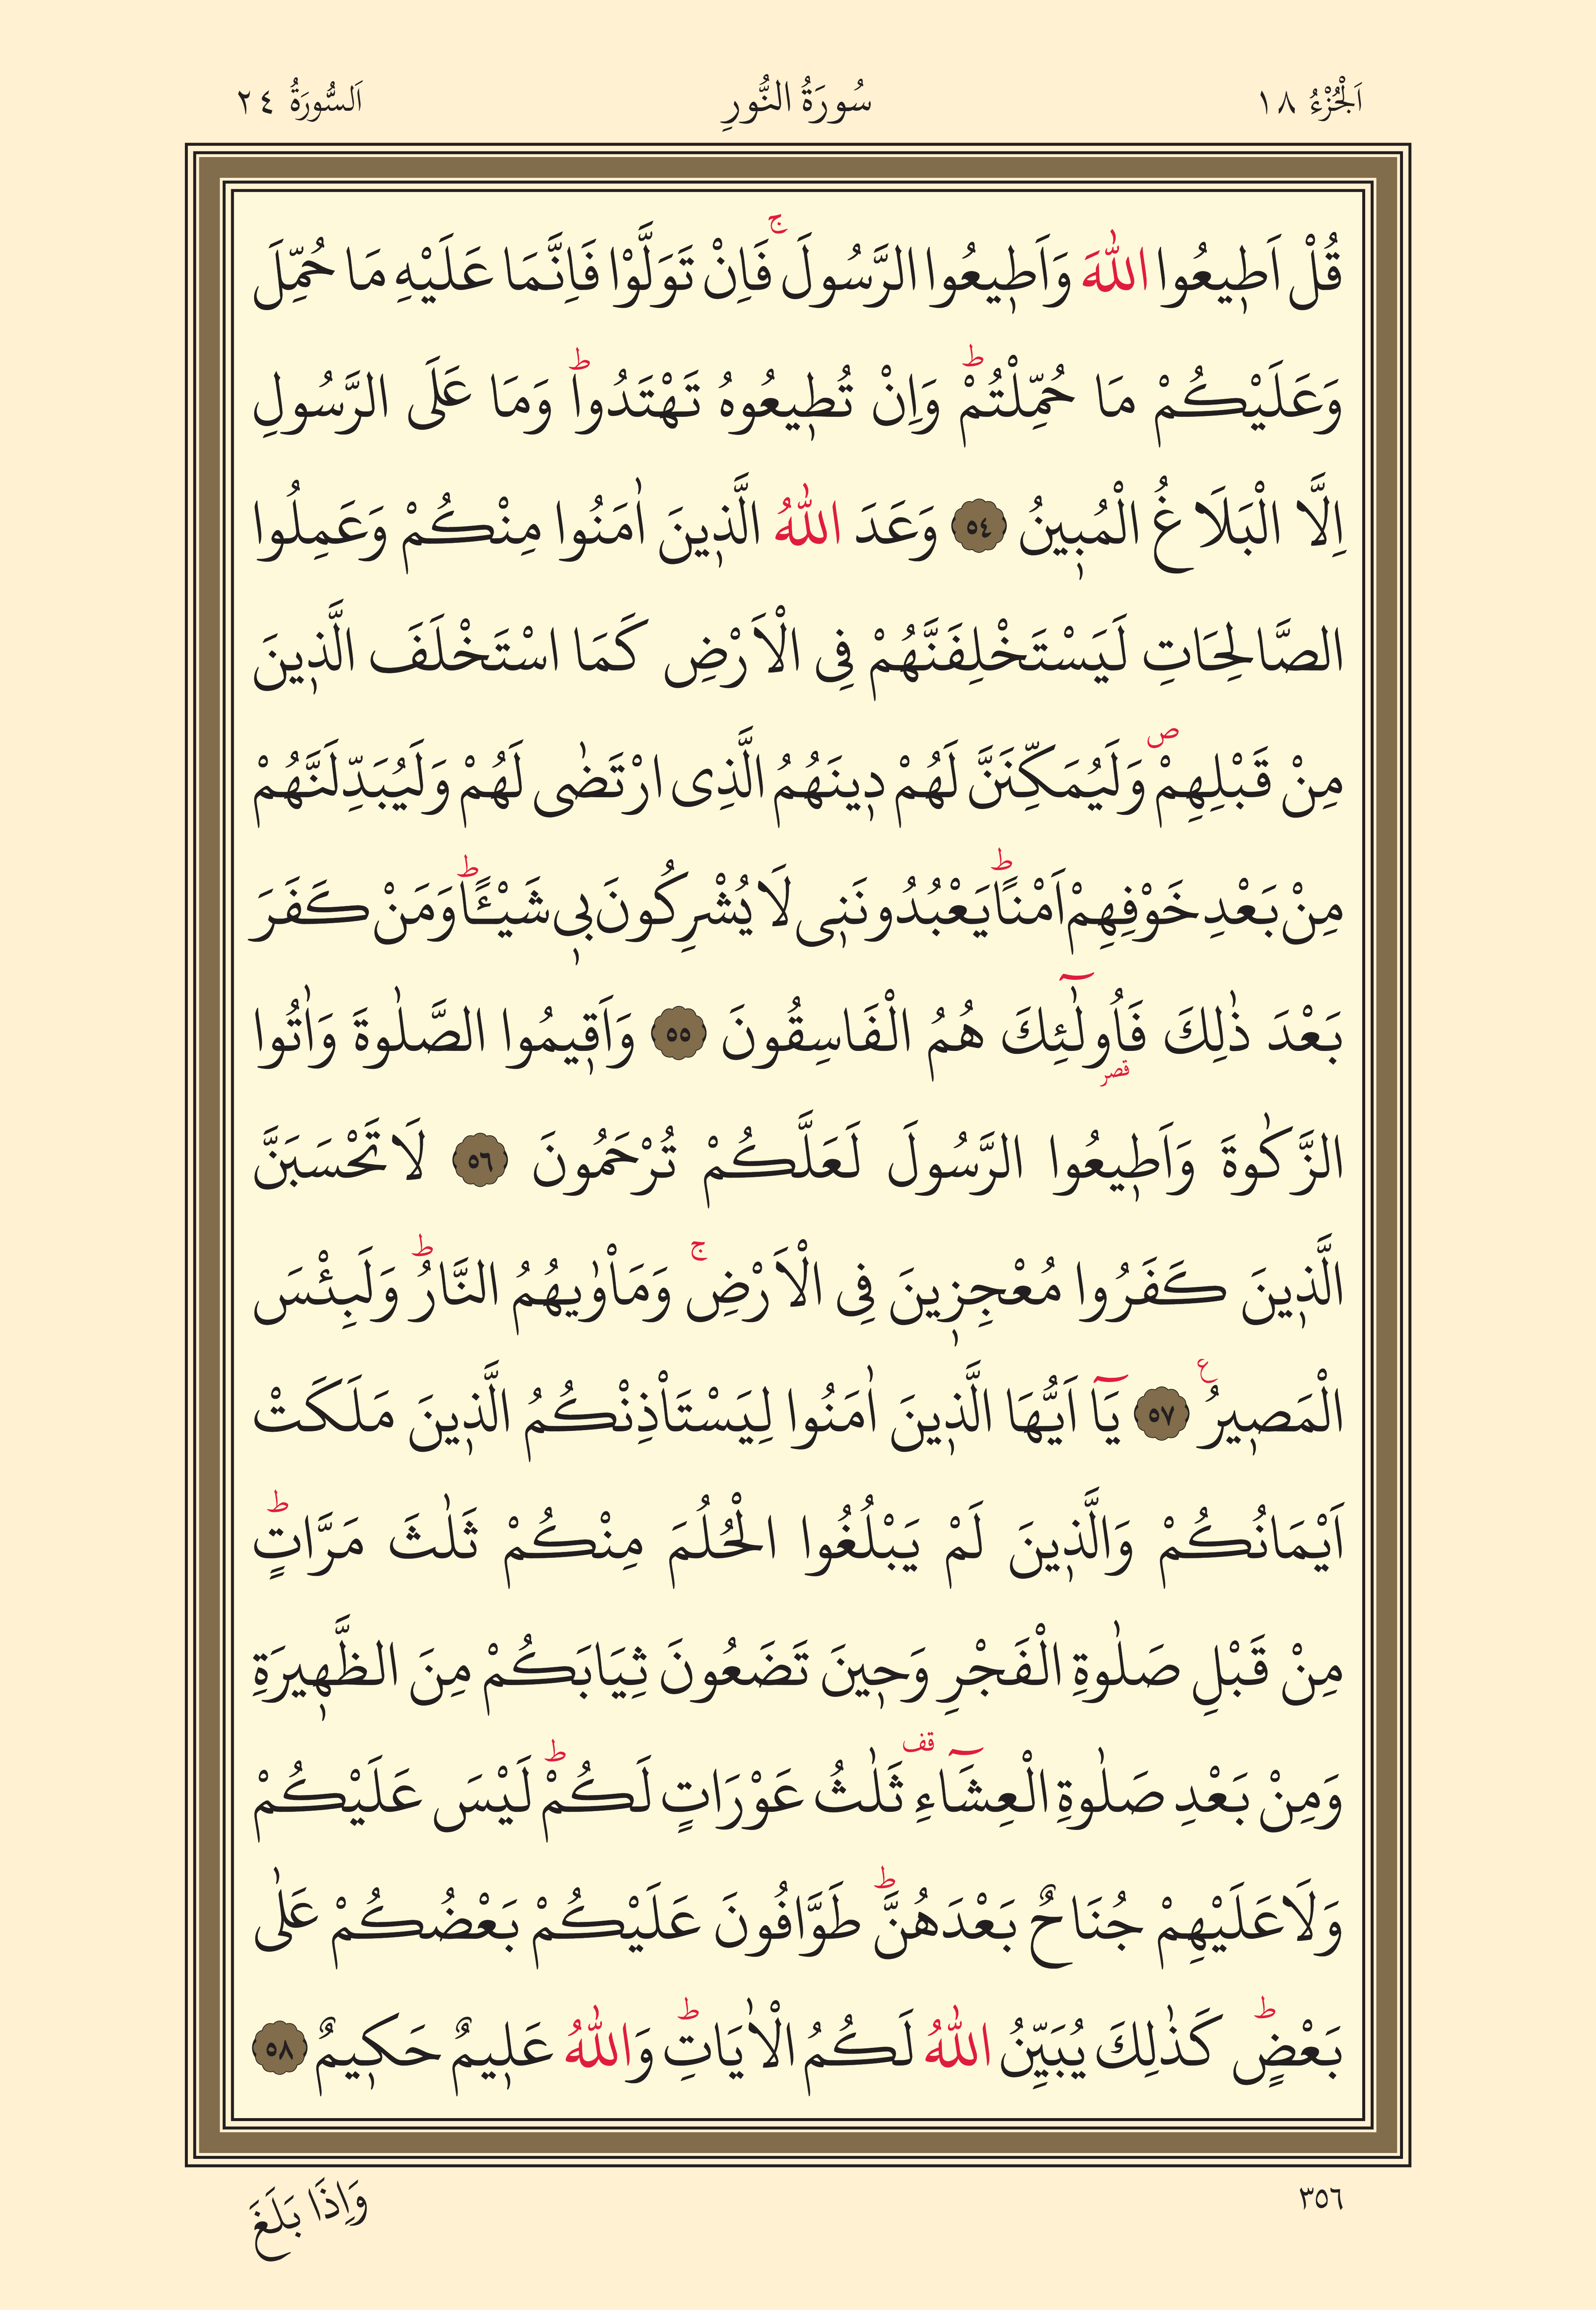 اَلْجُزْءُ ١٨ سُورَةُ النُّورِ اَلسُّورَةُ ٢٤
قُلْ اَط۪يعُوا اللّٰهَ وَاَط۪يعُوا الرَّسُولَۚ فَاِنْ تَوَلَّوْا فَاِنَّمَا عَلَيْهِ مَا حُمِّلَ
وَعَلَيْكُمْ مَا حُمِّلْتُمْؕ وَاِنْ تُط۪يعُوهُ تَهْتَدُواؕ وَمَا عَلَى الرَّسُولِ
اِلَّا الْبَلَاغُ الْمُب۪ينُ ٥٤ وَعَدَ اللّٰهُ الَّذ۪ينَ اٰمَنُوا مِنْكُمْ وَعَمِلُوا
الصَّالِحَاتِ لَيَسْتَخْلِفَنَّهُمْ فِى الْاَرْضِ كَمَا اسْتَخْلَفَ الَّذ۪ينَ
مِنْ قَبْلِهِمْۖ وَلَيُمَكِّنَنَّ لَهُمْ د۪ينَهُمُ الَّذِى ارْتَضٰى لَهُمْ وَلَيُبَدِّلَنَّهُمْ
مِنْ بَعْدِ خَوْفِهِمْ اَمْنًاؕ يَعْبُدُونَن۪ى لَا يُشْرِكُونَ ب۪ى شَيْـًٔاؕ وَمَنْ كَفَرَ
بَعْدَ ذٰلِكَ فَاُولٰٓئِكَ هُمُ الْفَاسِقُونَ ٥٥ وَاَق۪يمُوا الصَّلٰوةَ وَاٰتُوا
قصر
الزَّكٰوةَ وَاَط۪يعُوا الرَّسُولَ لَعَلَّكُمْ تُرْحَمُونَ ٥٦ لَا تَحْسَبَنَّ
الَّذ۪ينَ كَفَرُوا مُعْجِز۪ينَ فِى الْاَرْضِۚ وَمَأْوٰيهُمُ النَّارُؕ وَلَبِئْسَ
الْمَص۪يرُ ع ٥٧ يَٓا اَيُّهَا الَّذ۪ينَ اٰمَنُوا لِيَسْتَأْذِنْكُمُ الَّذ۪ينَ مَلَكَتْ
اَيْمَانُكُمْ وَالَّذ۪ينَ لَمْ يَبْلُغُوا الْحُلُمَ مِنْكُمْ ثَلٰثَ مَرَّاتٍؕ
مِنْ قَبْلِ صَلٰوةِ الْفَجْرِ وَح۪ينَ تَضَعُونَ ثِيَابَكُمْ مِنَ الظَّه۪يرَةِ
وَمِنْ بَعْدِ صَلٰوةِ الْعِشَٓاءِ قف ثَلٰثُ عَوْرَاتٍ لَكُمْؕ لَيْسَ عَلَيْكُمْ
وَلَا عَلَيْهِمْ جُنَاحٌ بَعْدَهُنَّؕ طَوَّافُونَ عَلَيْكُمْ بَعْضُكُمْ عَلٰى
بَعْضٍؕ كَذٰلِكَ يُبَيِّنُ اللّٰهُ لَكُمُ الْاٰيَاتِؕ وَاللّٰهُ عَل۪يمٌ حَك۪يمٌ ٥٨
٣٥٦ وَاِذَا بَلَغَ